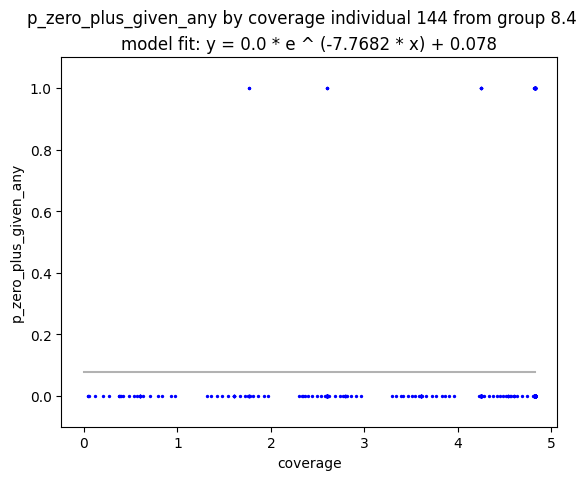 p_zero_plus_given_any by coverage individual 144 from group 8.4
model fit: y = 0.0 * e ^ (-7.7682 * x) + 0.078
1.0
0.8
0.6
0.4
0.2
0.0
p_zero_plus_given_any
0 1 2 3 4 5
coverage